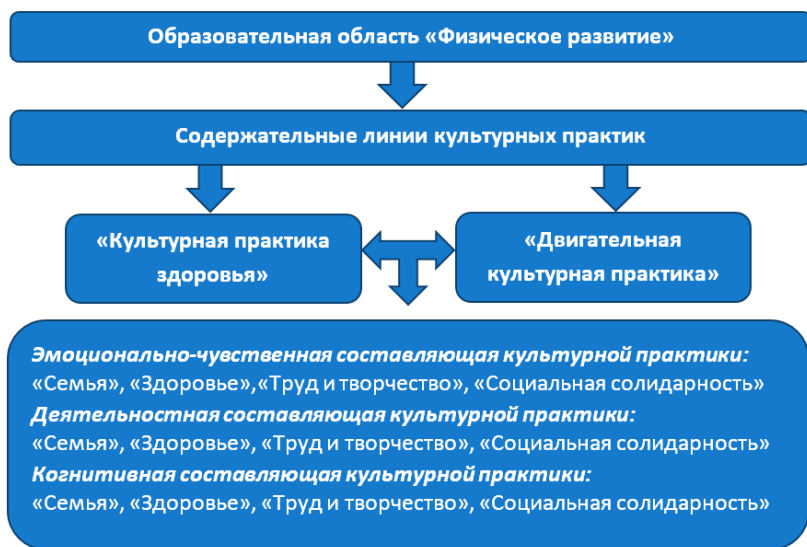 Образовательная область «Физическое развитие»
Содержательные линии культурных практик
«Культурная практика
здоровья»
«Двигательная
культурная практика»
Эмоционально-чувственная составляющая культурной практики:
«Семья», «Здоровье»,«Труд и творчество», «Социальная солидарность»
Деятельностная составляющая культурной практики:
«Семья», «Здоровье», «Труд и творчество», «Социальная солидарность»
Когнитивная составляющая культурной практики:
«Семья», «Здоровье», «Труд и творчество», «Социальная солидарность»